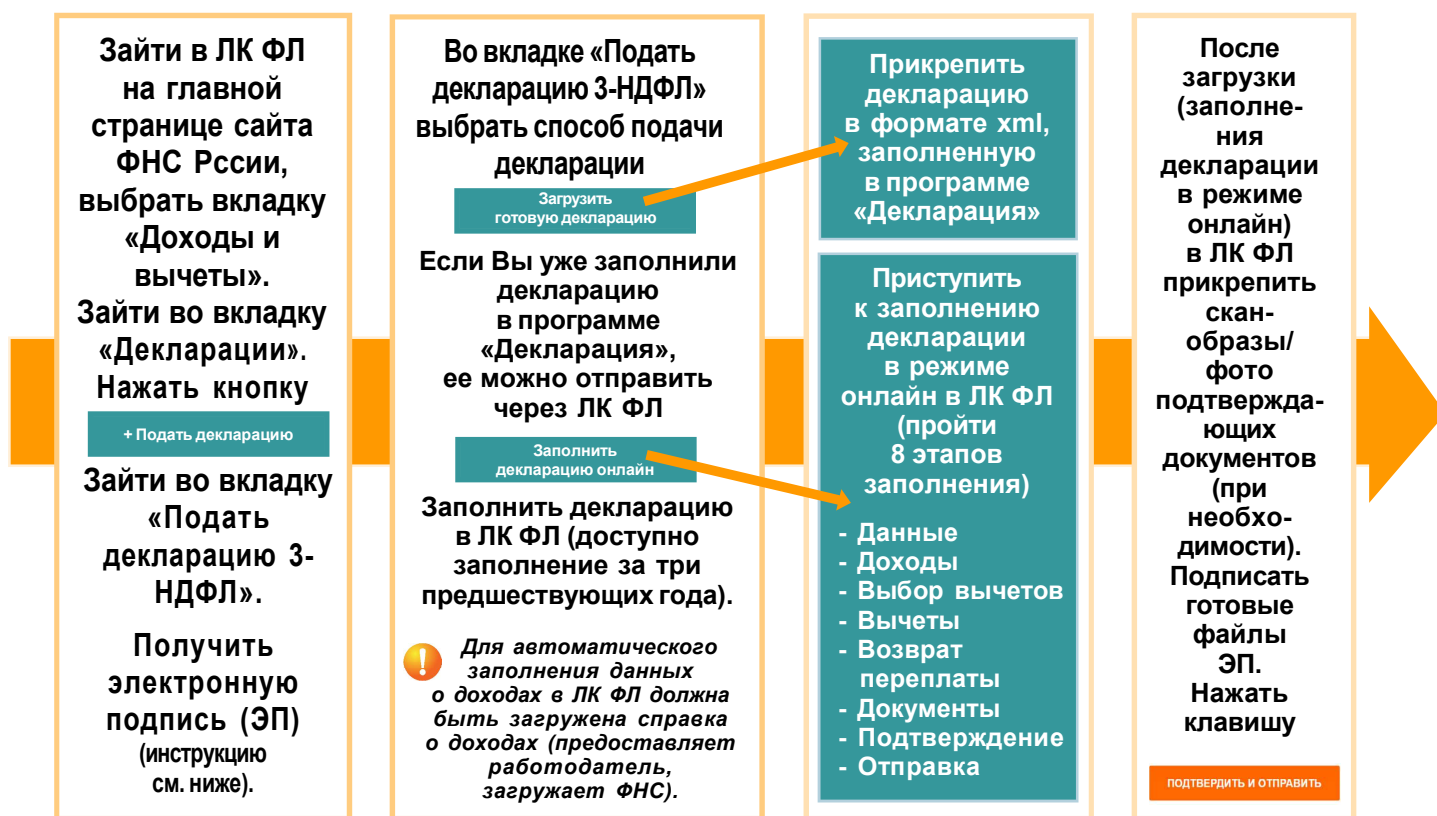 Зайти в ЛК ФЛ
на главной
странице сайта
ФНС Рссии,
выбрать вкладку
«Доходы и
вычеты».
Зайти во вкладку
«Декларации».
Нажать кнопку
+ Подать декларацию
Зайти во вкладку
«Подать
декларацию 3-
НДФЛ».
Получить
электронную
подпись (ЭП)
(инструкцию
см. ниже).
Во вкладке «Подать
декларацию 3-НДФЛ»
выбрать способ подачи
декларации
Загрузить
готовую декларацию
Если Вы уже заполнили
декларацию
в программе
«Декларация»,
ее можно отправить
через ЛК ФЛ
Заполнить
декларацию онлайн
Заполнить декларацию
в ЛК ФЛ (доступно
заполнение за три
предшествующих года).
! Для автоматического
заполнения данных
о доходах в ЛК ФЛ должна
быть загружена справка
о доходах (предоставляет
работодатель,
загружает ФНС).
Прикрепить
декларацию
в формате xml,
заполненную
в программе
«Декларация»
Приступить
к заполнению
декларации
в режиме
онлайн в ЛК ФЛ
(пройти
8 этапов
заполнения)
- Данные
- Доходы
- Выбор вычетов
- Вычеты
- Возврат
переплаты
- Документы
- Подтверждение
- Отправка
После
загрузки
(заполне-
ния
декларации
в режиме
онлайн)
в ЛК ФЛ
прикрепить
скан-
образы/
фото
подтвержда-
ющих
документов
(при
необхо-
димости).
Подписать
готовые
файлы
ЭП.
Нажать
клавишу
ПОДТВЕРДИТЬ И ОТПРАВИТЬ